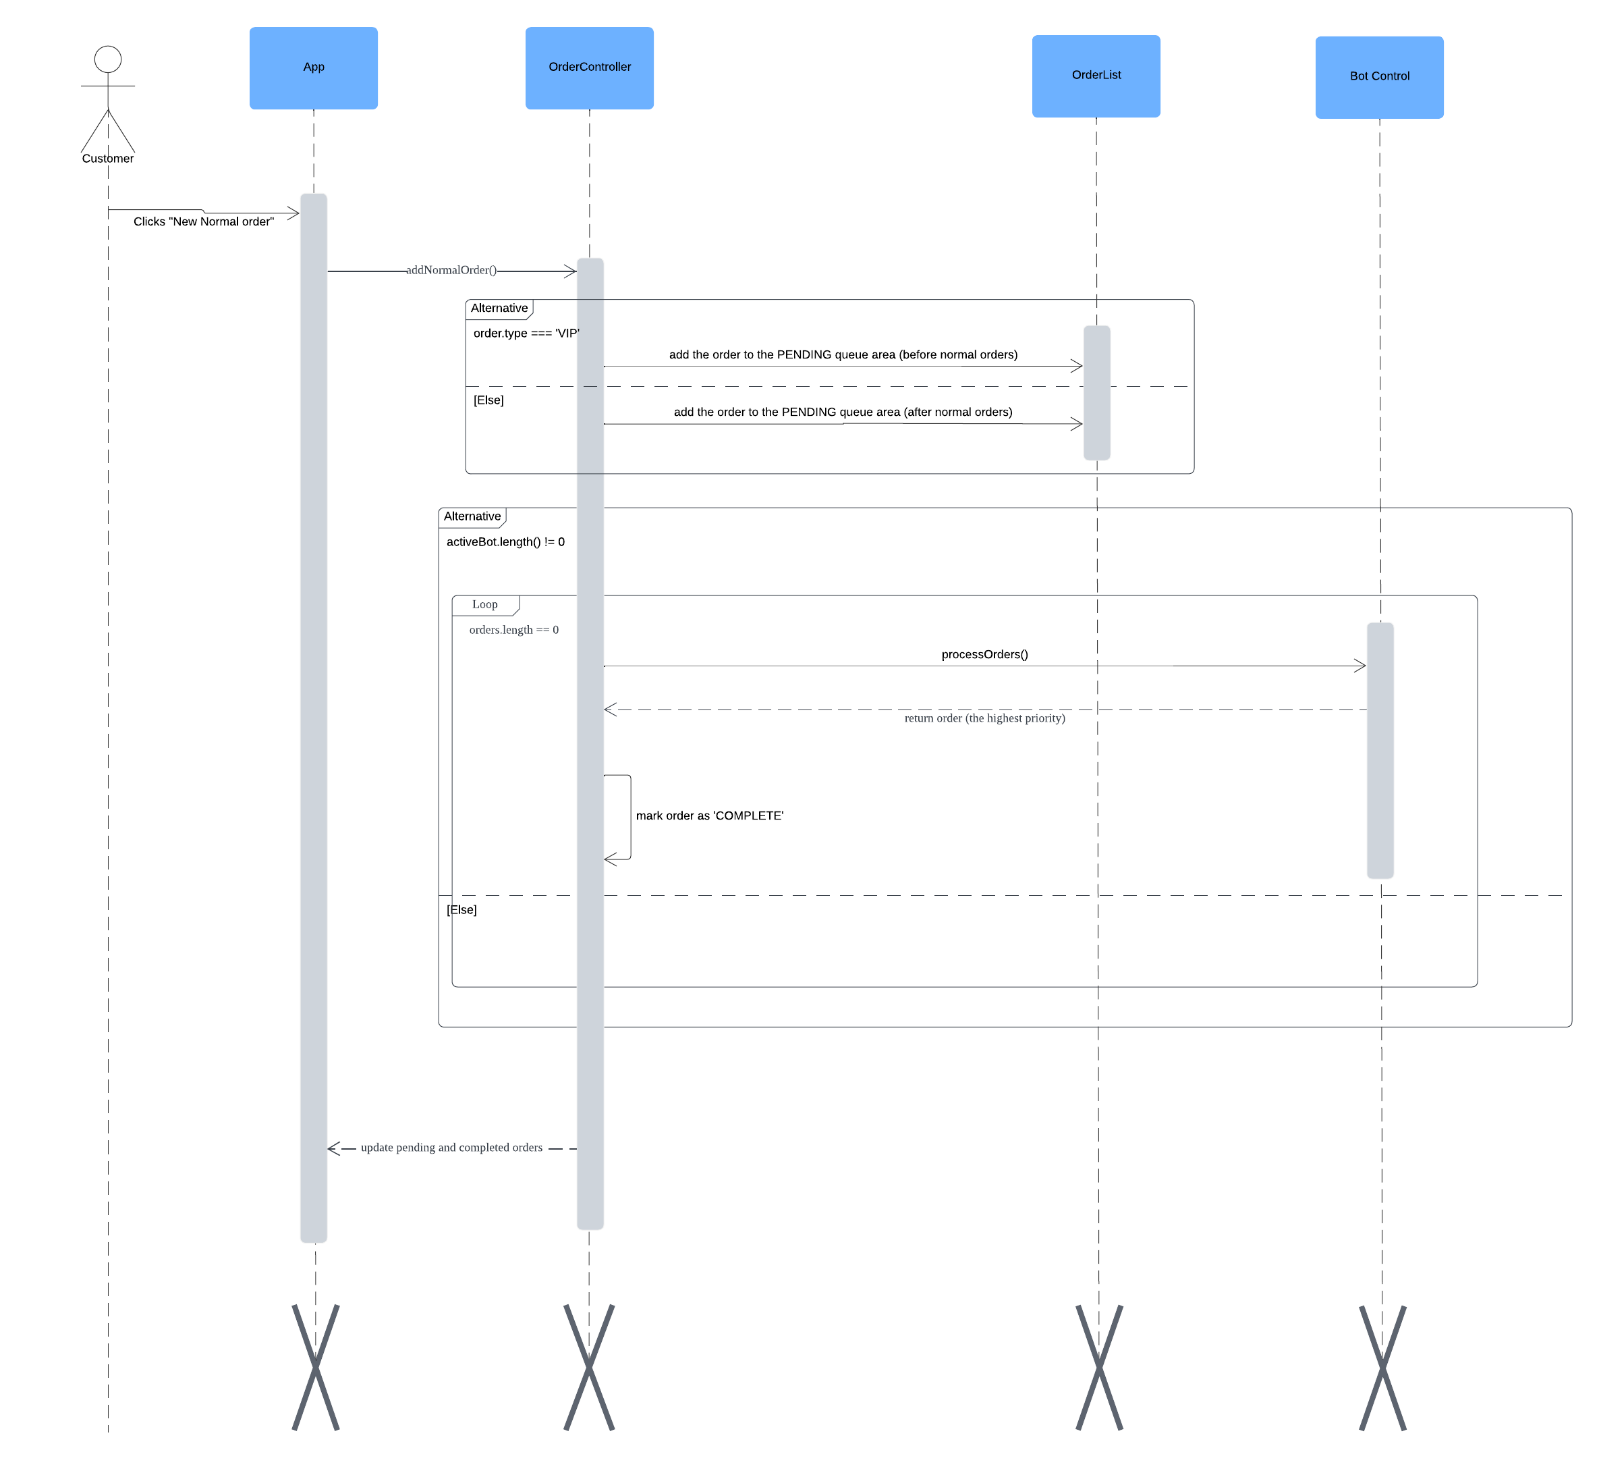 App
OrderController
OrderList
Bot Control
Customer
Clicks "New Normal order"
addNormalOrder()
Alternative
order.type === 'VIP'
add the order to the PENDING queue area (before normal orders)
[Else]
add the order to the PENDING queue area (after normal orders)
Alternative
activeBot.length() != 0
Loop
orders.length == 0
processOrders()
return order (the highest priority)
mark order as 'COMPLETE'
[Else]
update pending and completed orders